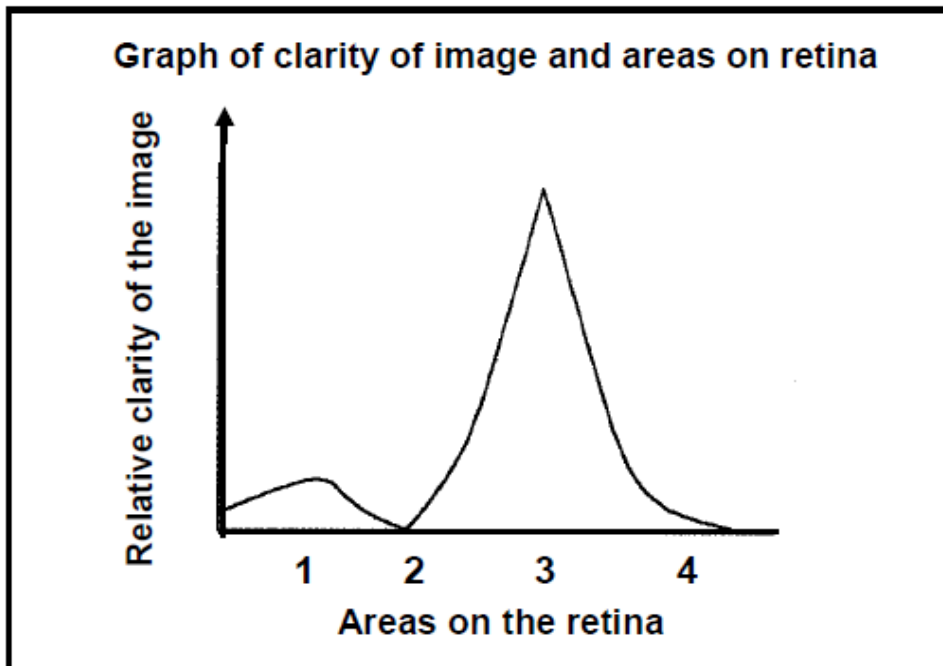 Graph of clarity of image and areas on retina
Relative clarity of the image
1 2 3 4
Areas on the retina